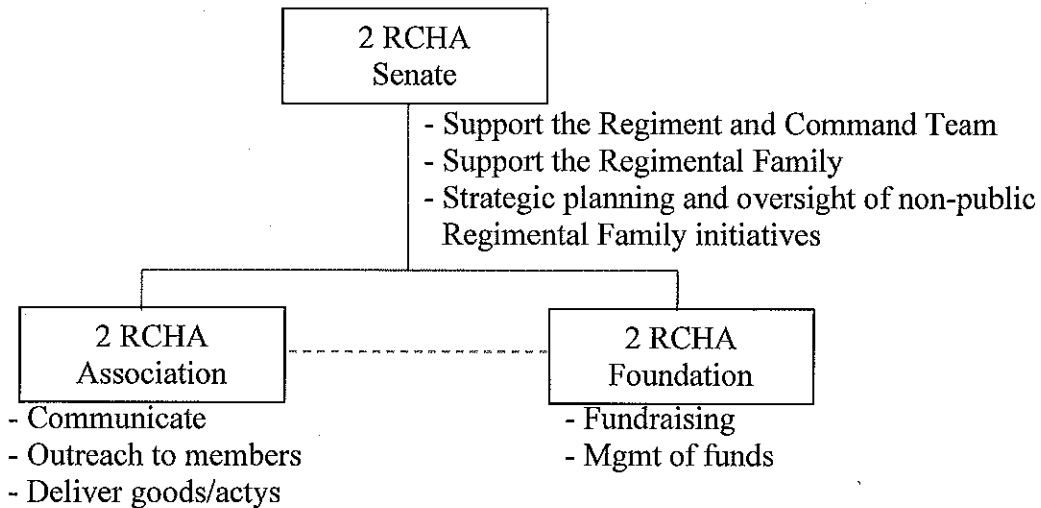 2 RCHA
Senate
- Support the Regiment and Command Team
- Support the Regimental Family
- Strategic planning and oversight of non-public
Regimental Family initiatives
2 RCHA
Association
- Communicate
- Outreach to members
- Deliver goods/actys
2 RCHA
Foundation
- Fundraising
- Mgmt of funds